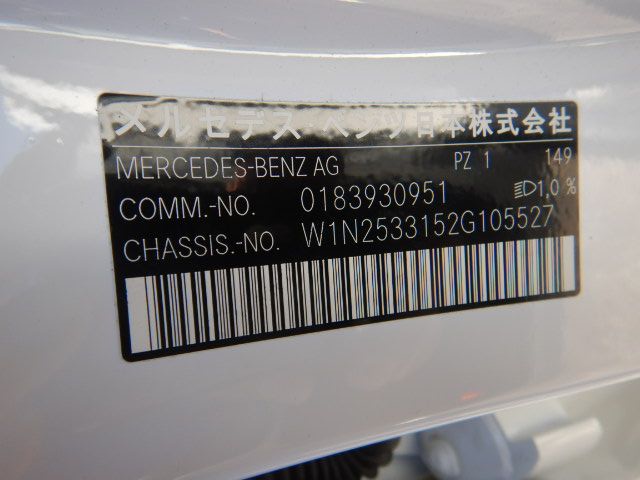 メルセデス・ベンツ日本株式会社
MERCEDES-BENZ AG PZ 1 149
COMM.-NO. 0183930951 1,0 %
CHASSIS.-NO. W1N2533152G105527